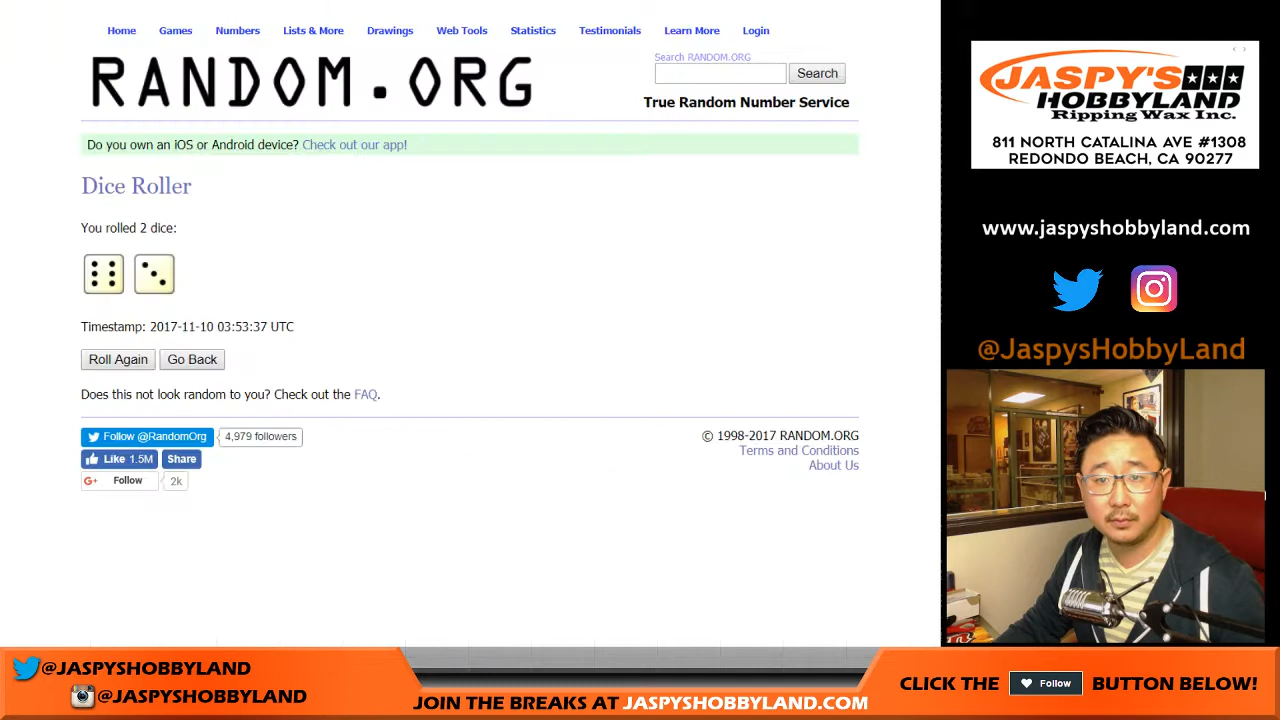 Home Games Numbers Lists & More Drawings Web Tools Statistics Testimonials Learn More Login
RANDOM.ORG
Search RANDOM.ORG
Search
True Random Number Service
Do you own an iOS or Android device? Check out our app!
Dice Roller
You rolled 2 dice:
Timestamp: 2017-11-10 03:53:37 UTC
Roll Again Go Back
Does this not look random to you? Check out the FAQ.
Follow @RandomOrg 4,979 followers
Like 1.5M Share
G+ Follow 2k
© 1998-2017 RANDOM.ORG
Terms and Conditions
About Us
JASPY'S
HOBBYLAND
Ripping Wax Inc.
811 NORTH CATALINA AVE #1308
REDONDO BEACH, CA 90277
www.jaspyshobbyland.com
@JaspysHobbyLand
@JASPYSHOBBYLAND
@JASPYSHOBBYLAND
JOIN THE BREAKS AT JASPYSHOBBYLAND.COM
CLICK THE Follow BUTTON BELOW!